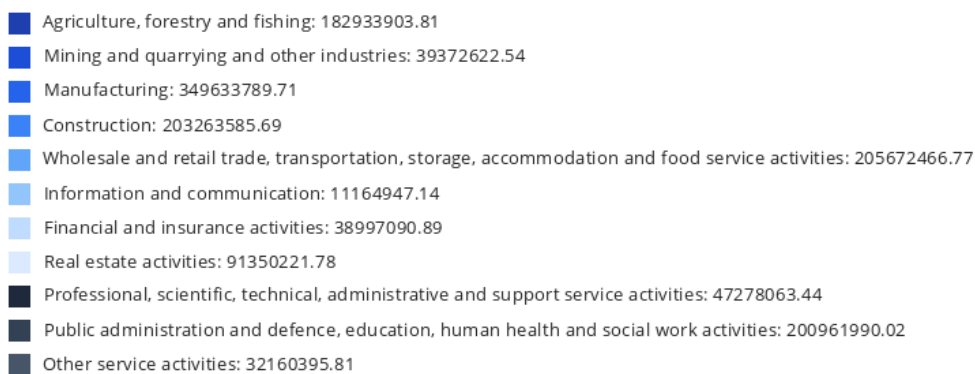 Agriculture, forestry and fishing: 182933903.81
Mining and quarrying and other industries: 39372622.54
Manufacturing: 349633789.71
Construction: 203263585.69
Wholesale and retail trade, transportation, storage, accommodation and food service activities: 205672466.77
Information and communication: 11164947.14
Financial and insurance activities: 38997090.89
Real estate activities: 91350221.78
Professional, scientific, technical, administrative and support service activities: 47278063.44
Public administration and defence, education, human health and social work activities: 200961990.02
Other service activities: 32160395.81